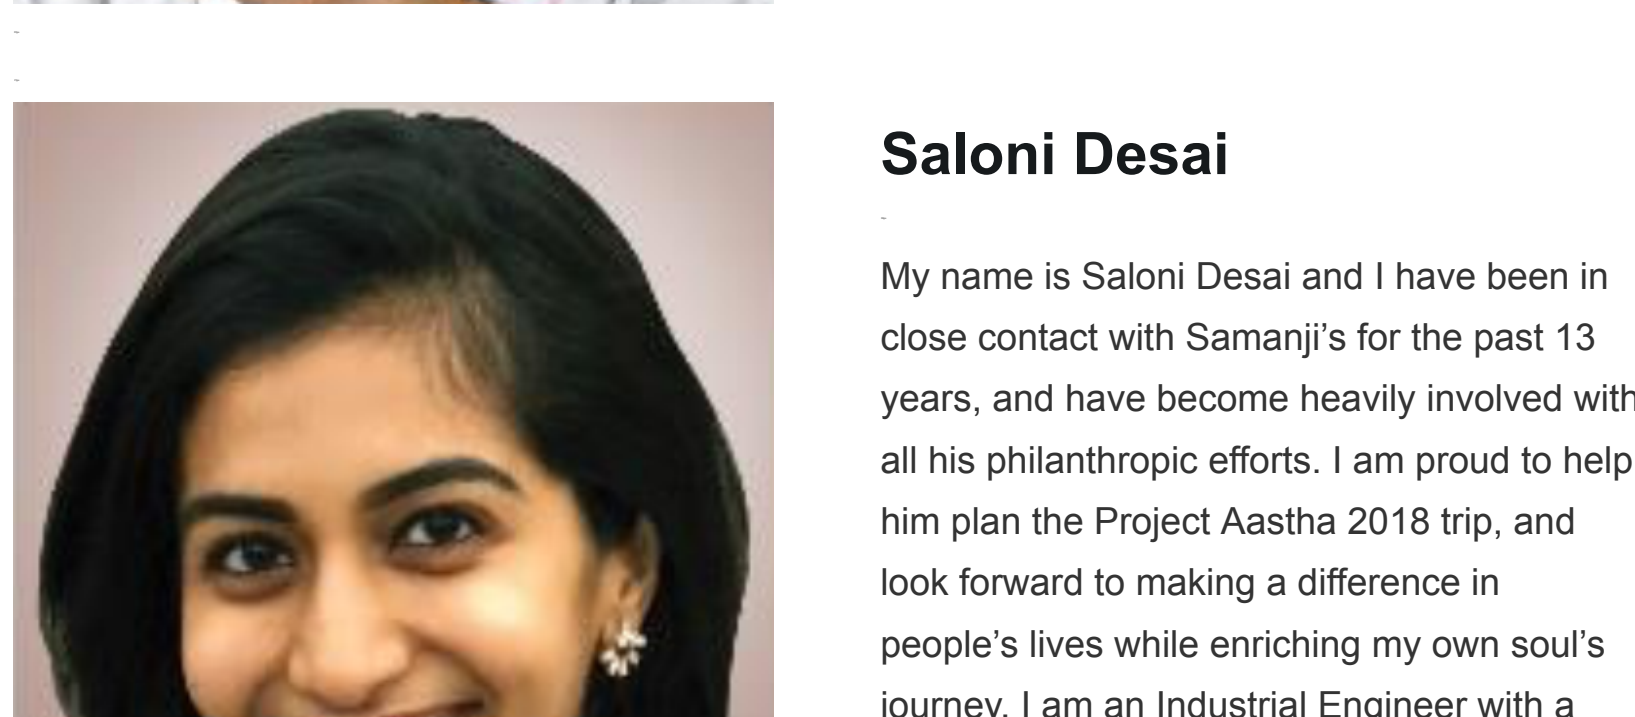 Saloni Desai
My name is Saloni Desai and I have been in
close contact with Samanji’s for the past 13
years, and have become heavily involved with
all his philanthropic efforts. I am proud to help
him plan the Project Aastha 2018 trip, and
look forward to making a difference in
people’s lives while enriching my own soul’s
journey. I am an Industrial Engineer with a